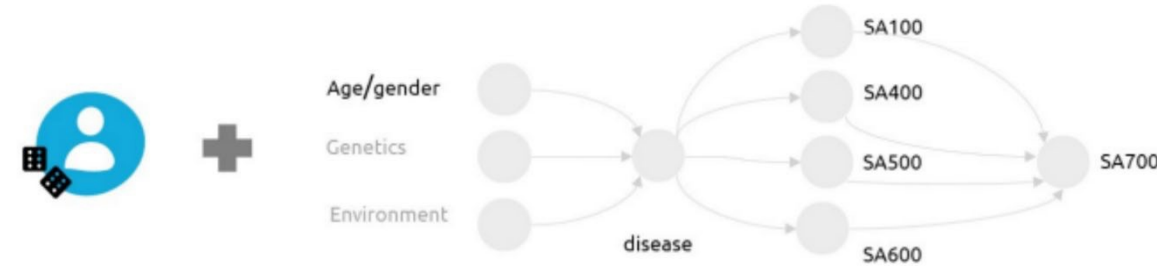 Age/gender
Genetics
Environment
disease
SA100
SA400
SA500
SA600
SA700